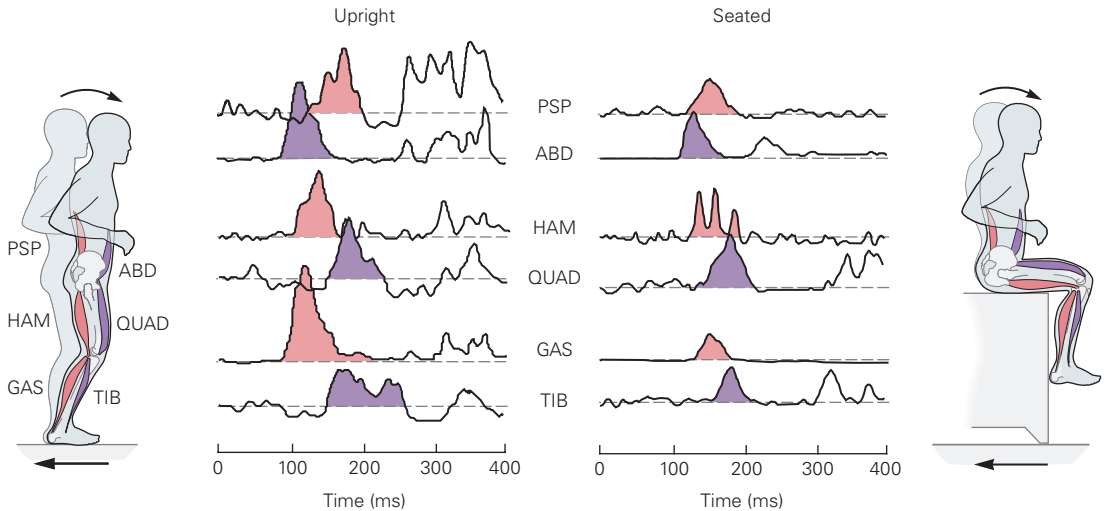 Upright
Seated
PSP
ABD
HAM
QUAD
GAS
TIB
PSP
ABD
HAM
QUAD
GAS
TIB
0 100 200 300 400
Time (ms)
0 100 200 300 400
Time (ms)